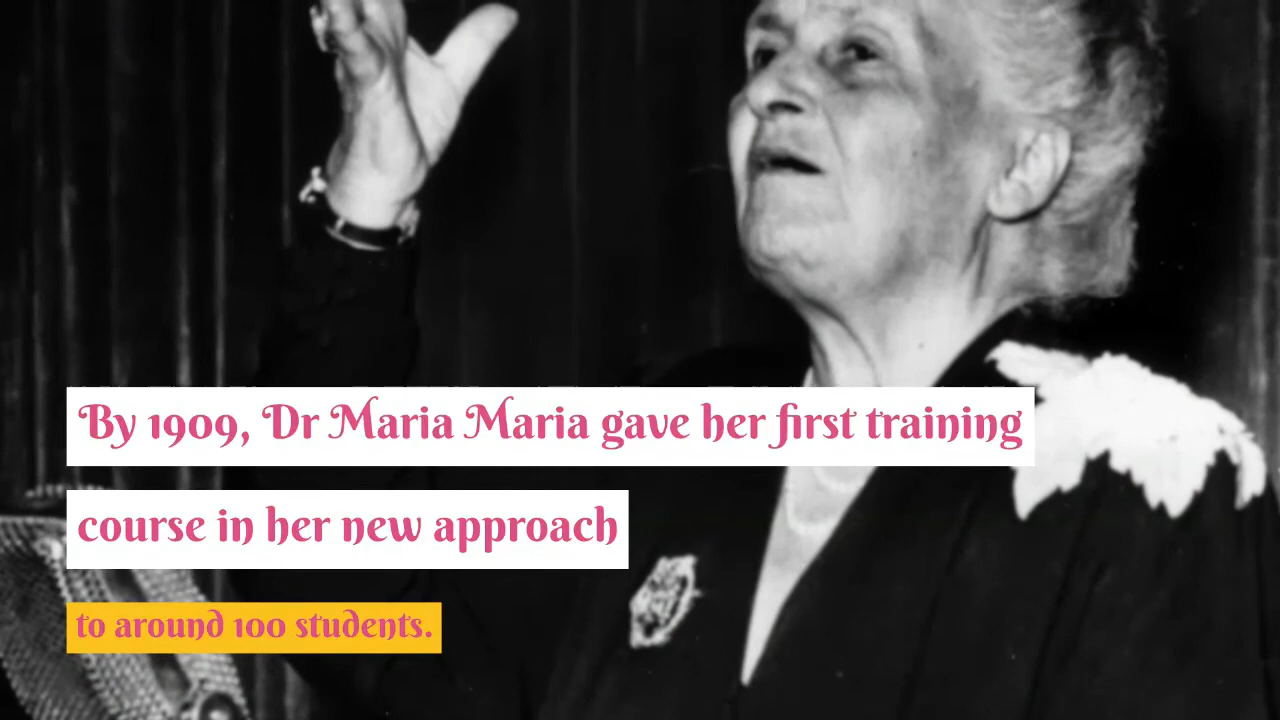 By 1909, Dr Maria Maria gave her first training
course in her new approach
to around 100 students.